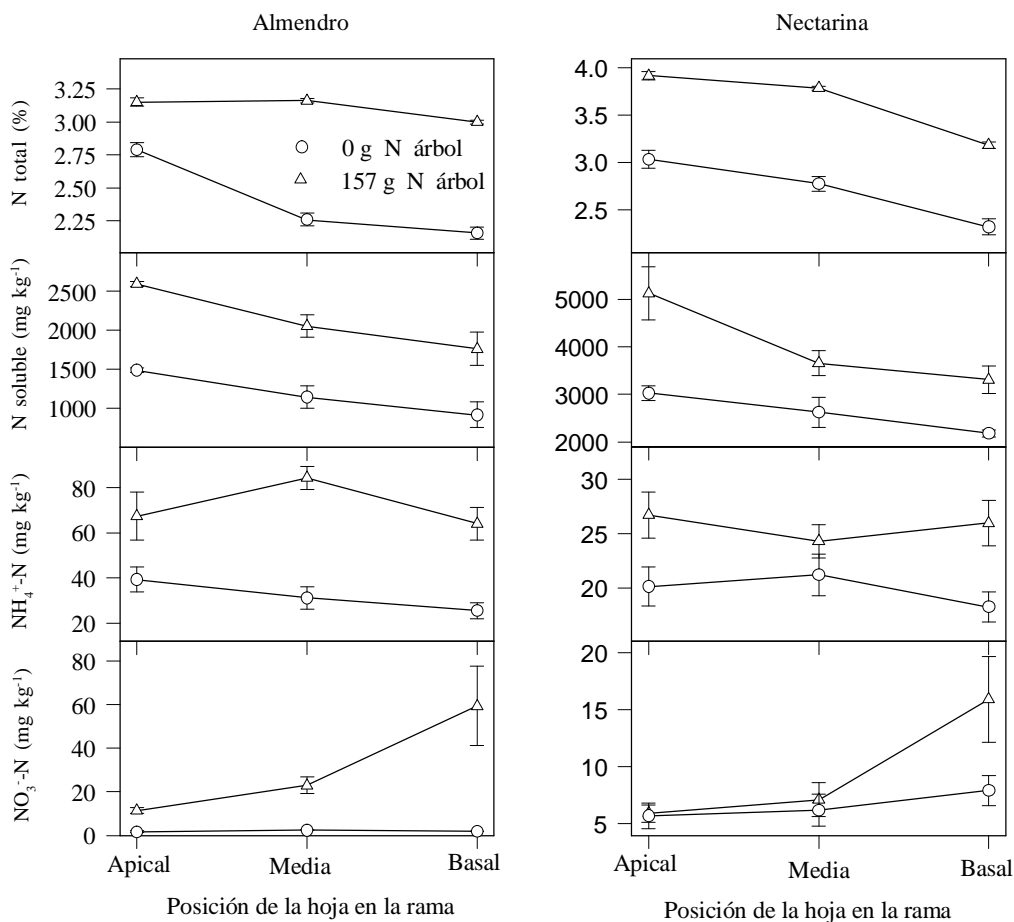 Almendro
Nectarina
N total (%)
3.25
3.00
2.75
2.50
2.25
0 g N árbol
157 g N árbol
4.0
3.5
3.0
2.5
N soluble (mg kg⁻¹)
2500
2000
1500
1000
5000
4000
3000
2000
NH₄⁺-N (mg kg⁻¹)
80
60
40
20
30
25
20
NO₃⁻-N (mg kg⁻¹)
80
60
40
20
0
20
15
10
5
Apical Media Basal
Apical Media Basal
Posición de la hoja en la rama
Posición de la hoja en la rama